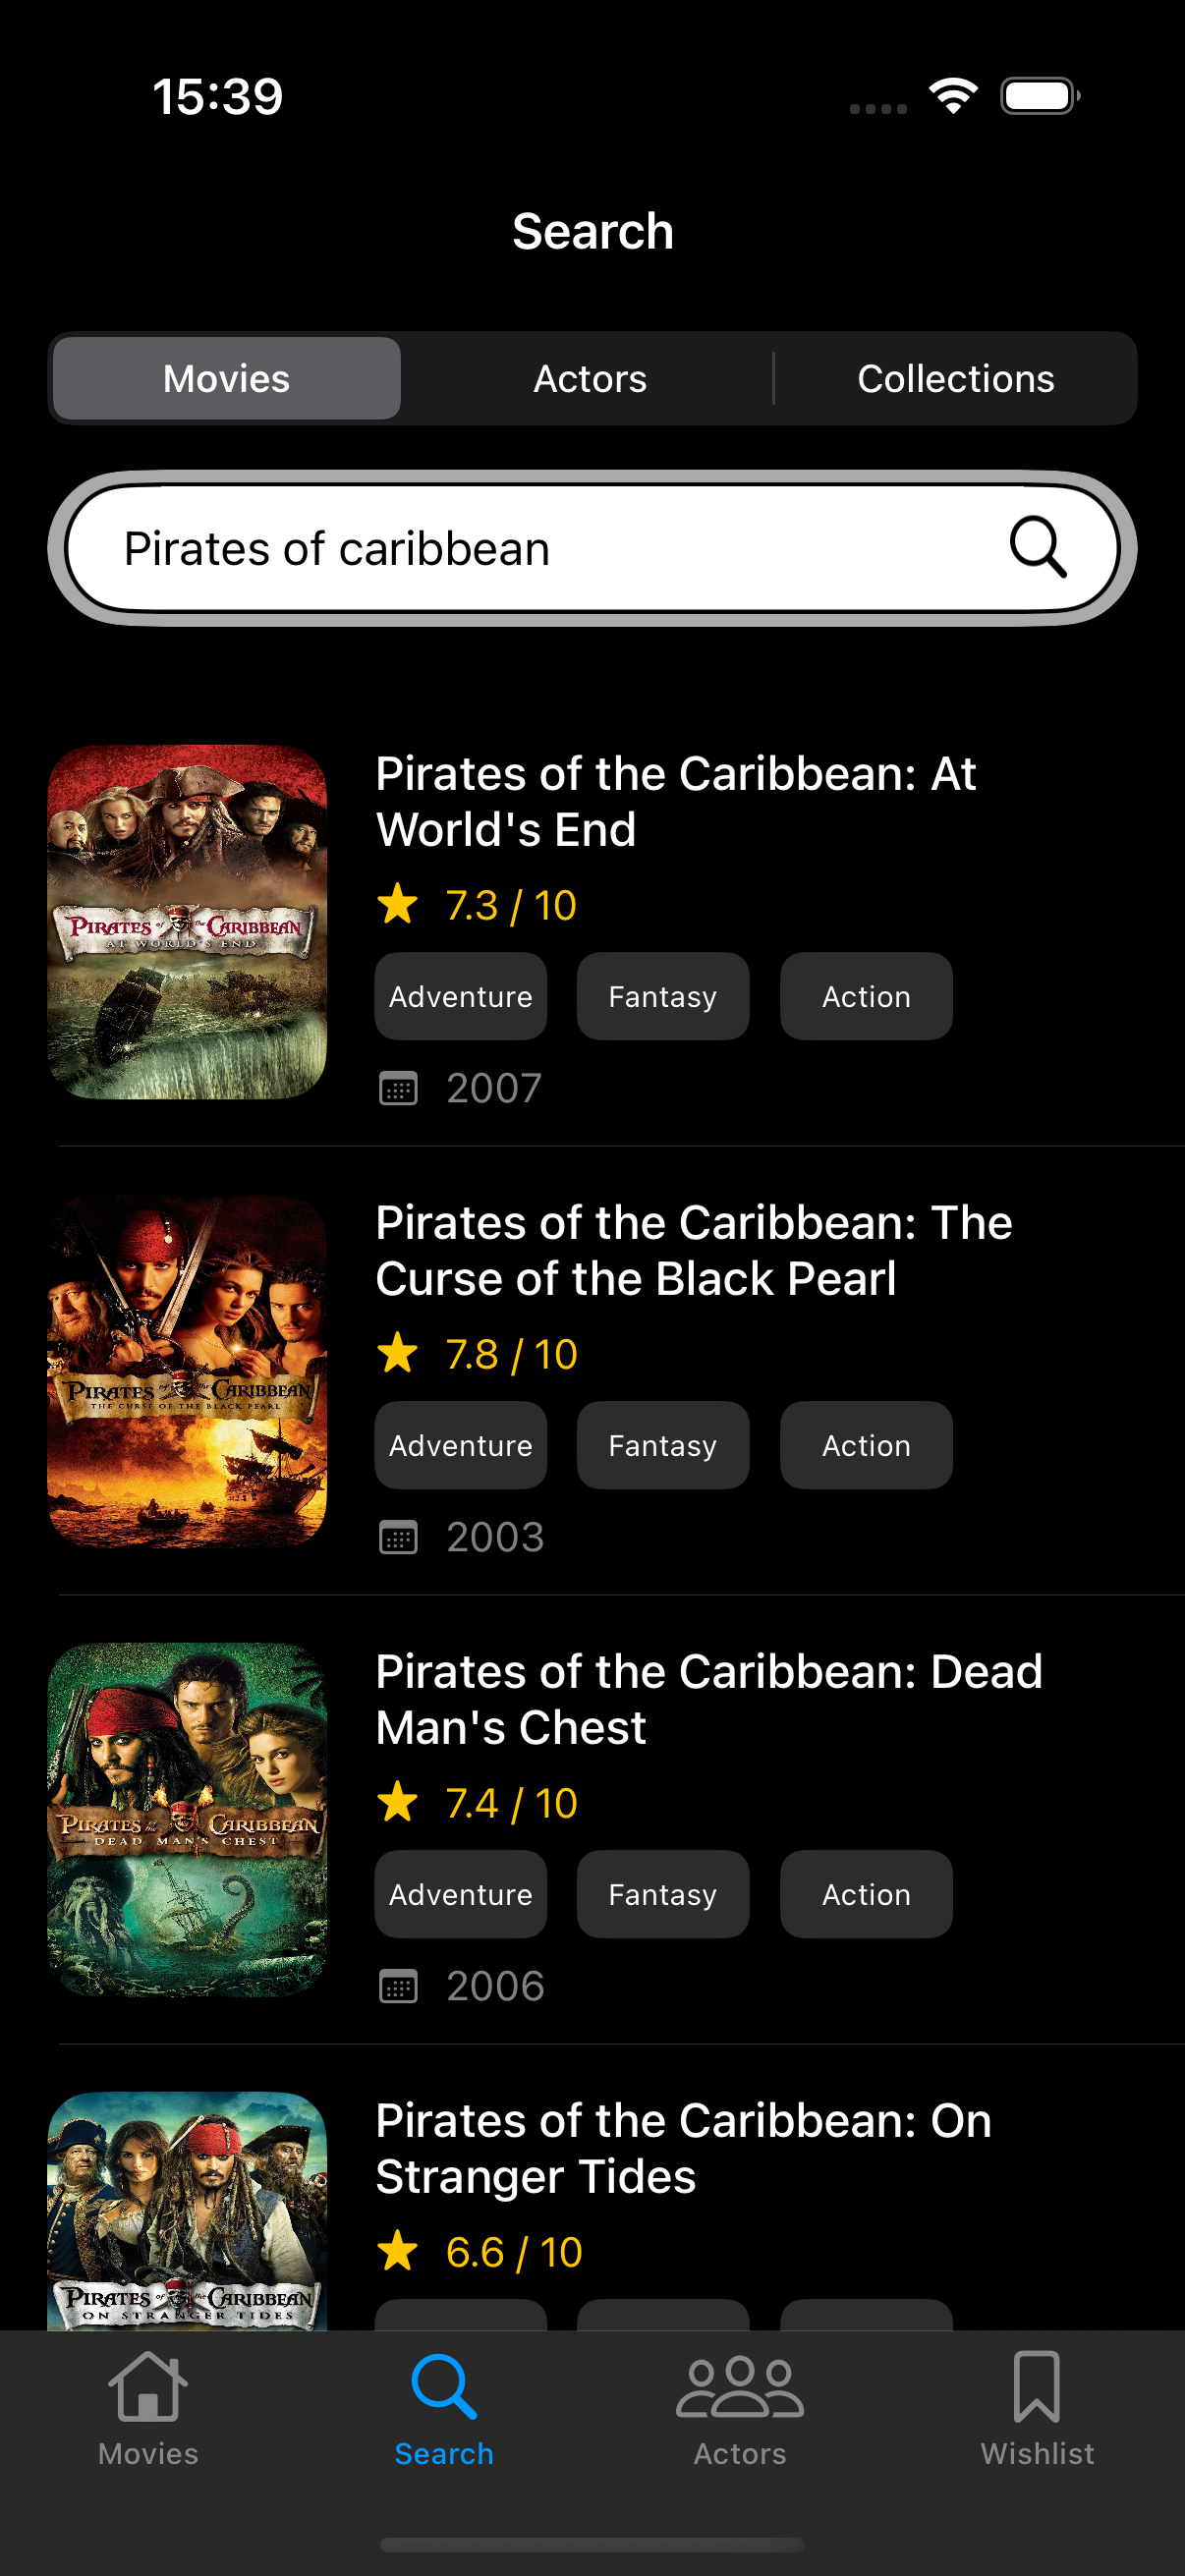 15:39
Search
Movies
Actors
Collections
Pirates of caribbean
PIRATES of the CARIBBEAN
AT WORLD'S END
Pirates of the Caribbean: At
World's End
7.3 / 10
Adventure
Fantasy
Action
2007
PIRATES of the CARIBBEAN
THE CURSE OF THE BLACK PEARL
Pirates of the Caribbean: The
Curse of the Black Pearl
7.8 / 10
Adventure
Fantasy
Action
2003
PIRATES of the CARIBBEAN
DEAD MAN'S CHEST
Pirates of the Caribbean: Dead
Man's Chest
7.4 / 10
Adventure
Fantasy
Action
2006
PIRATES of the CARIBBEAN
ON STRANGER TIDES
Pirates of the Caribbean: On
Stranger Tides
6.6 / 10
Movies
Search
Actors
Wishlist